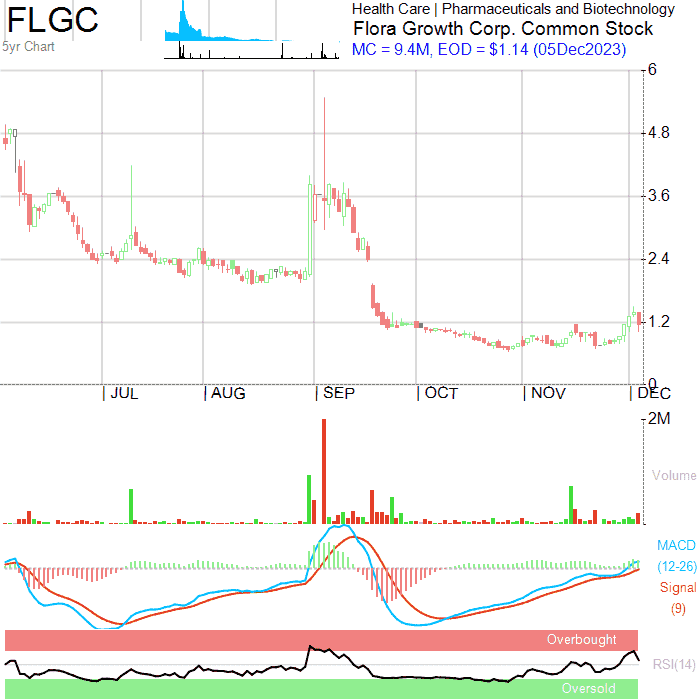 FLGC
5yr Chart
Health Care | Pharmaceuticals and Biotechnology
Flora Growth Corp. Common Stock
MC = 9.4M, EOD = $1.14 (05Dec2023)
6
4.8
3.6
2.4
1.2
0
| JUL | AUG | SEP | OCT | NOV | DEC
2M
Volume
MACD
(12-26)
Signal
(9)
Overbought
RSI(14)
Oversold